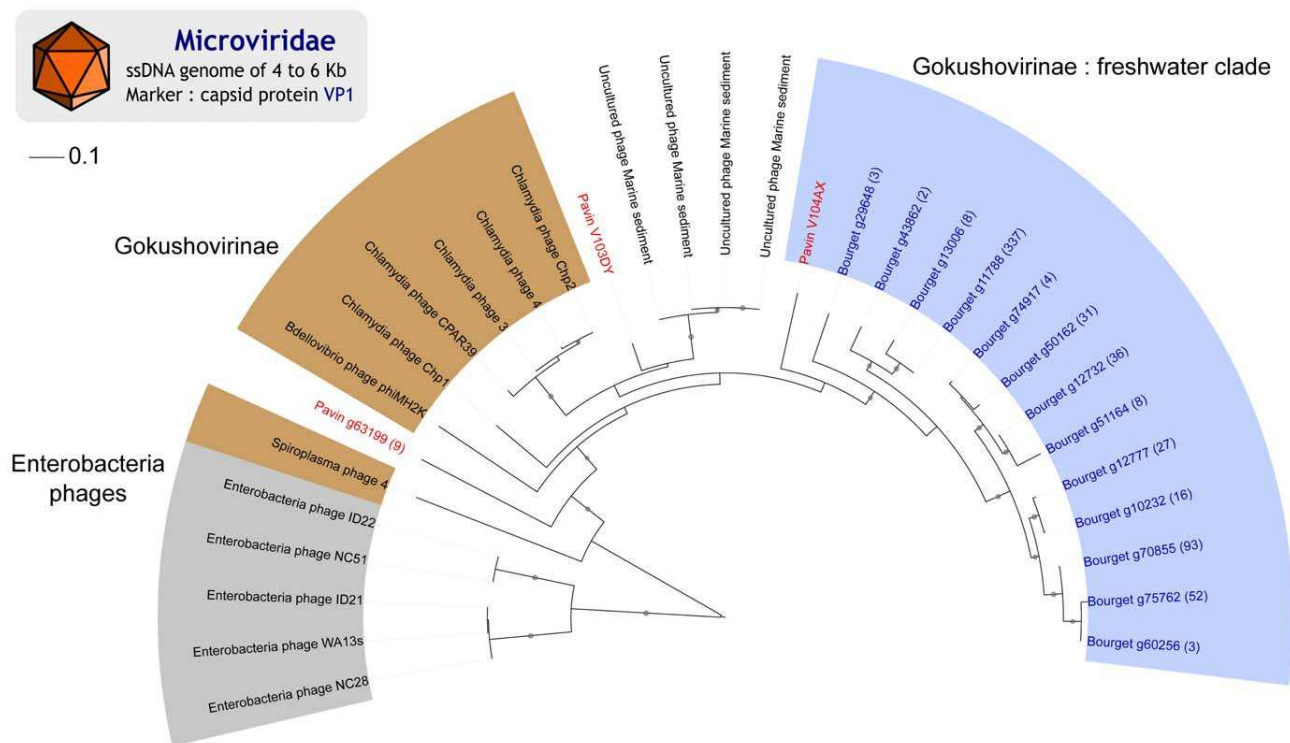 Microviridae
ssDNA genome of 4 to 6 Kb
Marker : capsid protein VP1
0.1
Gokushovirinae : freshwater clade
Gokushovirinae
Enterobacteria
phages
Enterobacteria phage NC28
Enterobacteria phage WA13s
Enterobacteria phage ID21
Enterobacteria phage NC51
Enterobacteria phage ID22
Spiroplasma phage 4
Pavin g63199 (9)
Bdellovibrio phage phiMH2K
Chlamydia phage Chp1
Chlamydia phage CPAR39
Chlamydia phage 3
Chlamydia phage 4
Chlamydia phage Chp2
Pavin V103DY
Uncultured phage Marine sediment
Uncultured phage Marine sediment
Uncultured phage Marine sediment
Uncultured phage Marine sediment
Pavin V104AX
Bourget g29648 (3)
Bourget g43862 (2)
Bourget g13006 (8)
Bourget g11788 (337)
Bourget g74917 (4)
Bourget g50162 (31)
Bourget g12732 (36)
Bourget g51164 (8)
Bourget g12777 (27)
Bourget g10232 (16)
Bourget g70855 (93)
Bourget g75762 (52)
Bourget g60256 (3)